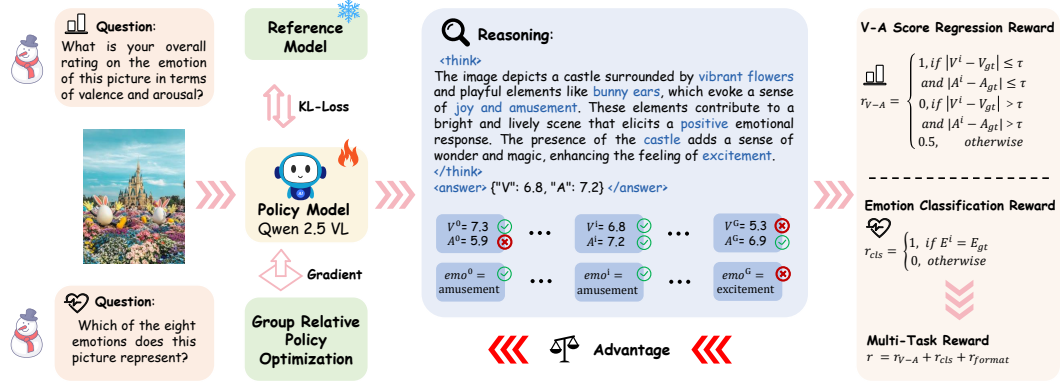 Question:
What is your overall
rating on the emotion
of this picture in terms
of valence and arousal?
Question:
Which of the eight
emotions does this
picture represent?
Reference
Model
KL-Loss
Policy Model
Qwen 2.5 VL
Gradient
Group Relative
Policy
Optimization
Reasoning:
<think>
The image depicts a castle surrounded by vibrant flowers
and playful elements like bunny ears, which evoke a sense
of joy and amusement. These elements contribute to a
bright and lively scene that elicits a positive emotional
response. The presence of the castle adds a sense of
wonder and magic, enhancing the feeling of excitement.
</think>
<answer> {"V": 6.8, "A": 7.2} </answer>
V⁰= 7.3
A⁰= 5.9
...
Vⁱ= 6.8
Aⁱ= 7.2
...
Vᴳ= 5.3
Aᴳ= 6.9
emo⁰ =
amusement
...
emoⁱ =
amusement
...
emoᴳ =
excitement
Advantage
V-A Score Regression Reward
1, if |Vⁱ − V_gt| ≤ τ
and |Aⁱ − A_gt| ≤ τ
r_V−A = 0, if |Vⁱ − V_gt| > τ
and |Aⁱ − A_gt| > τ
0.5, otherwise
Emotion Classification Reward
r_cls = {1, if Eⁱ = E_gt
0, otherwise
Multi-Task Reward
r = r_V−A + r_cls + r_format